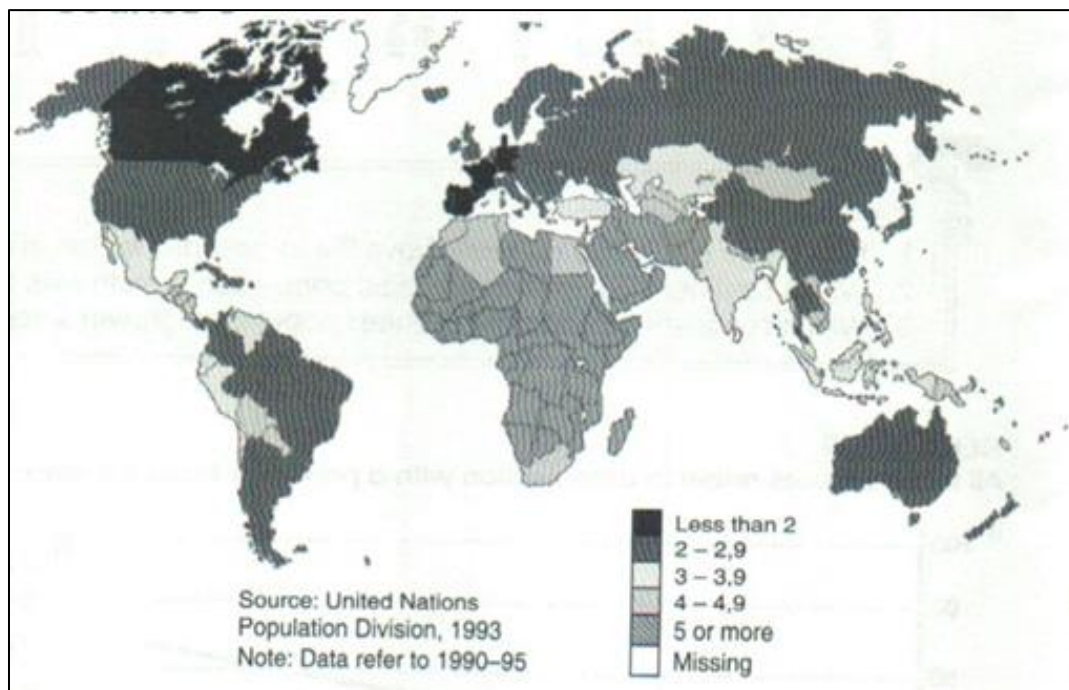 Less than 2
2 – 2,9
3 – 3,9
4 – 4,9
5 or more
Missing
Source: United Nations
Population Division, 1993
Note: Data refer to 1990–95